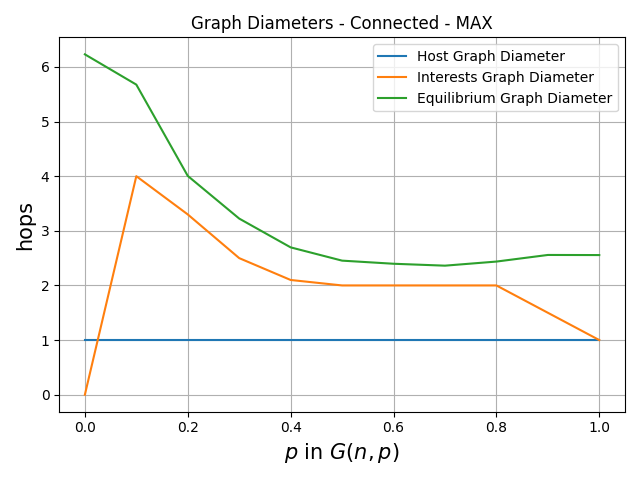 Graph Diameters - Connected - MAX
Host Graph Diameter
Interests Graph Diameter
Equilibrium Graph Diameter
hops
6
5
4
3
2
1
0
0.0 0.2 0.4 0.6 0.8 1.0
p in G(n, p)